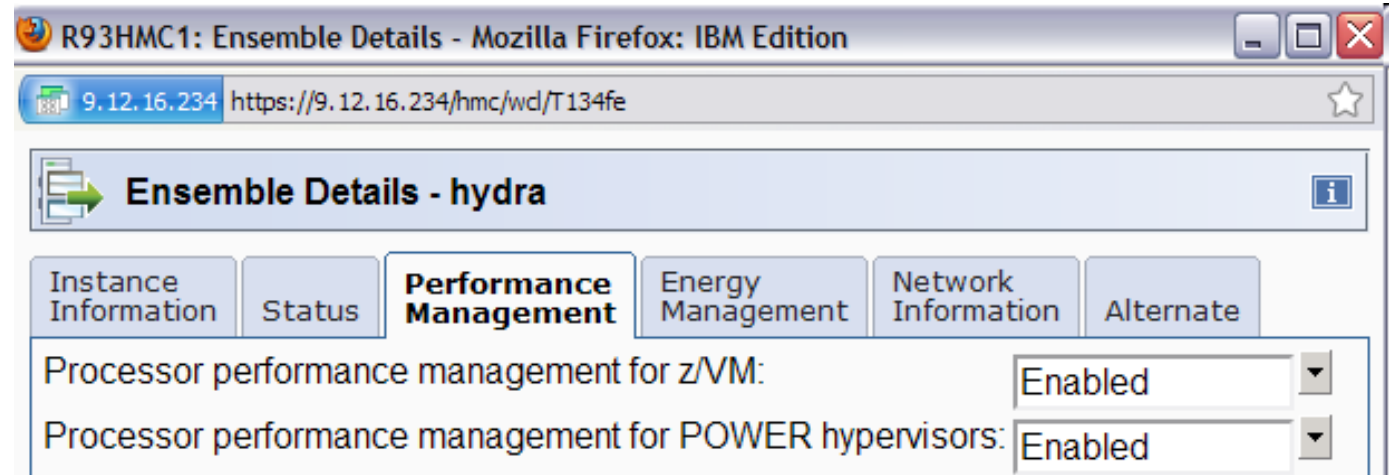 R93HMC1: Ensemble Details - Mozilla Firefox: IBM Edition
9.12.16.234 https://9.12.16.234/hmc/wcl/T134fe
Ensemble Details - hydra
i
Instance Information Status Performance Management Energy Management Network Information Alternate
Processor performance management for z/VM: Enabled
Processor performance management for POWER hypervisors: Enabled